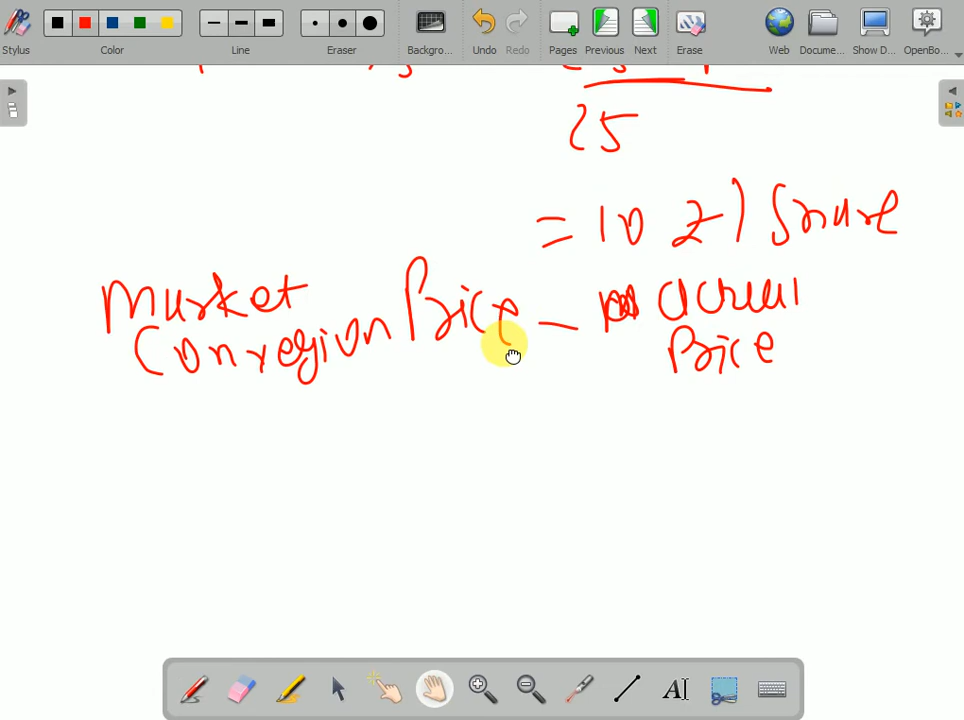 Stylus Color Line Eraser Backgro... Undo Redo Pages Previous Next Erase Web Docume... Show D... OpenBo...
25
= 10 2) Share
Market Price - Actual
Conversion Price